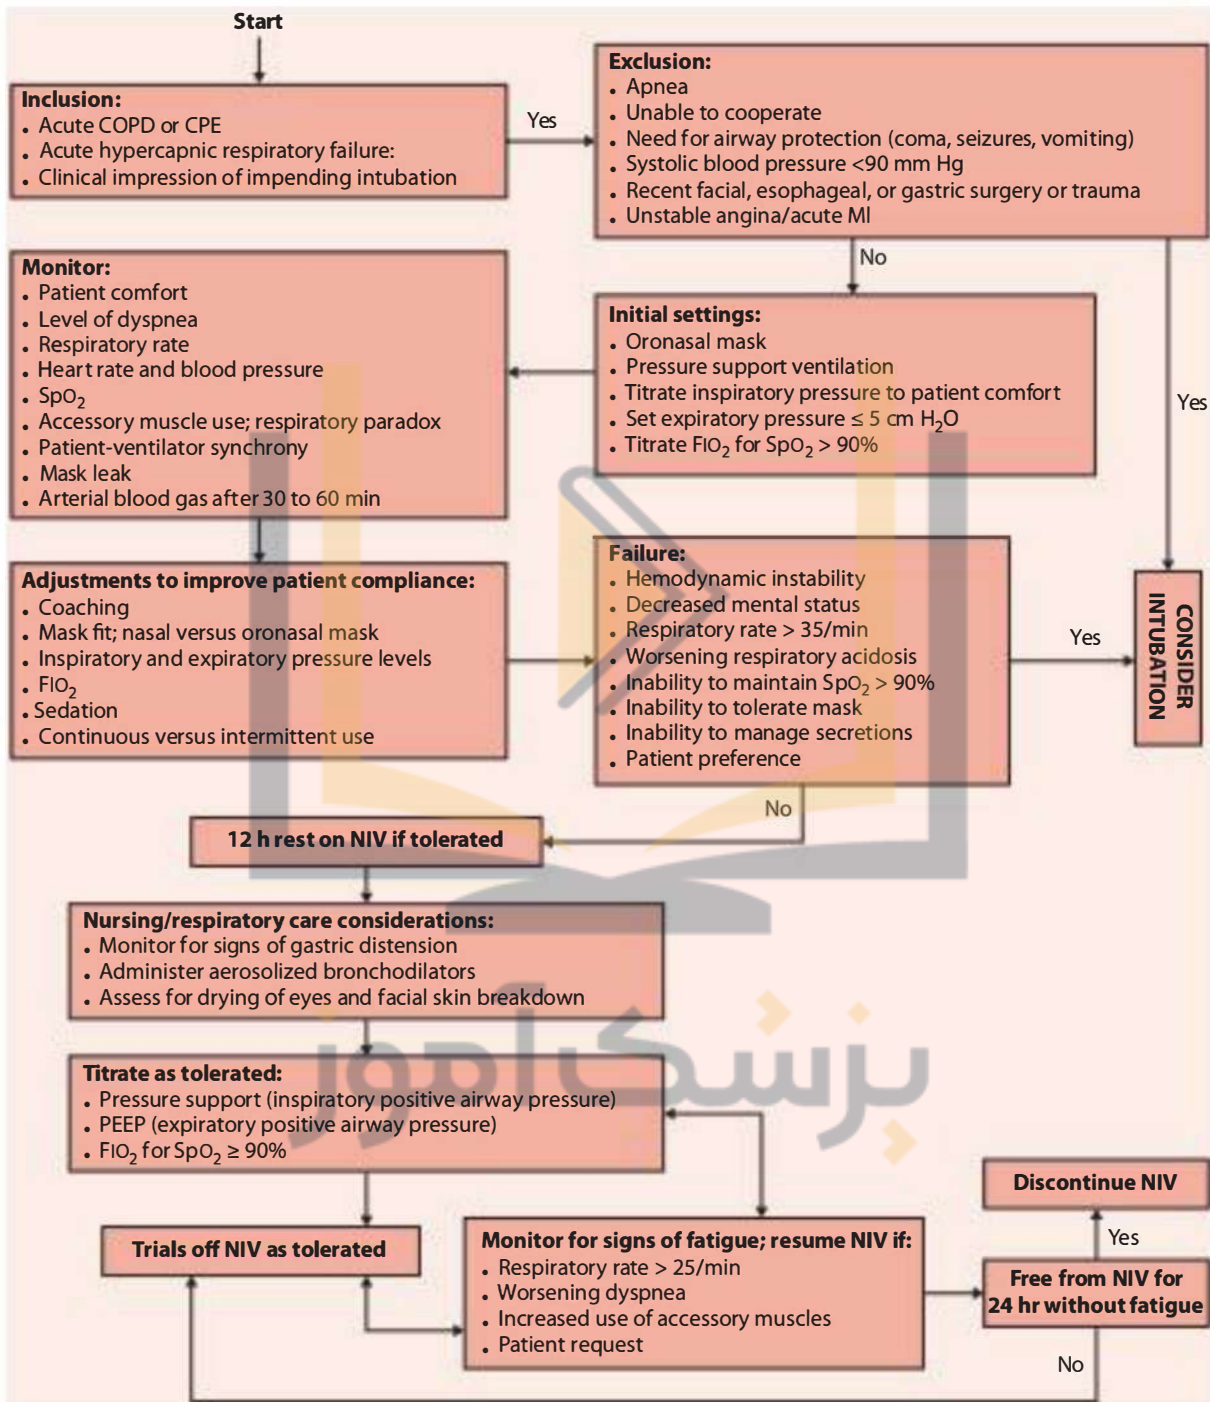 Start
Inclusion:
• Acute COPD or CPE
• Acute hypercapnic respiratory failure:
• Clinical impression of impending intubation
Yes
Exclusion:
• Apnea
• Unable to cooperate
• Need for airway protection (coma, seizures, vomiting)
• Systolic blood pressure <90 mm Hg
• Recent facial, esophageal, or gastric surgery or trauma
• Unstable angina/acute MI
No
Yes
Initial settings:
• Oronasal mask
• Pressure support ventilation
• Titrate inspiratory pressure to patient comfort
• Set expiratory pressure ≤ 5 cm H₂O
• Titrate FIO₂ for SpO₂ > 90%
Monitor:
• Patient comfort
• Level of dyspnea
• Respiratory rate
• Heart rate and blood pressure
• SpO₂
• Accessory muscle use; respiratory paradox
• Patient-ventilator synchrony
• Mask leak
• Arterial blood gas after 30 to 60 min
Adjustments to improve patient compliance:
• Coaching
• Mask fit; nasal versus oronasal mask
• Inspiratory and expiratory pressure levels
• FIO₂
• Sedation
• Continuous versus intermittent use
Failure:
• Hemodynamic instability
• Decreased mental status
• Respiratory rate > 35/min
• Worsening respiratory acidosis
• Inability to maintain SpO₂ > 90%
• Inability to tolerate mask
• Inability to manage secretions
• Patient preference
Yes
CONSIDER
INTUBATION
No
12 h rest on NIV if tolerated
Nursing/respiratory care considerations:
• Monitor for signs of gastric distension
• Administer aerosolized bronchodilators
• Assess for drying of eyes and facial skin breakdown
پزشک آموز
Titrate as tolerated:
• Pressure support (inspiratory positive airway pressure)
• PEEP (expiratory positive airway pressure)
• FIO₂ for SpO₂ ≥ 90%
Trials off NIV as tolerated
Monitor for signs of fatigue; resume NIV if:
• Respiratory rate > 25/min
• Worsening dyspnea
• Increased use of accessory muscles
• Patient request
Discontinue NIV
Yes
Free from NIV for
24 hr without fatigue
No